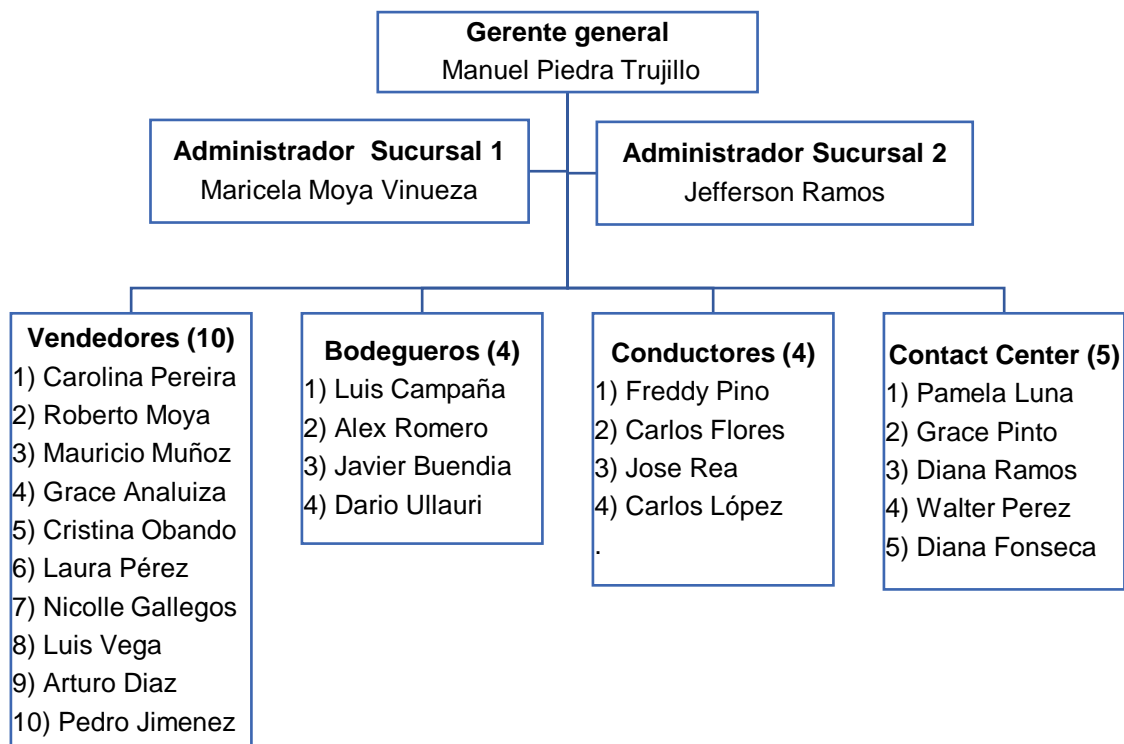 Gerente general
Manuel Piedra Trujillo
Administrador Sucursal 1
Maricela Moya Vinueza
Administrador Sucursal 2
Jefferson Ramos
Vendedores (10)
1) Carolina Pereira
2) Roberto Moya
3) Mauricio Muñoz
4) Grace Analuiza
5) Cristina Obando
6) Laura Pérez
7) Nicolle Gallegos
8) Luis Vega
9) Arturo Diaz
10) Pedro Jimenez
Bodegueros (4)
1) Luis Campaña
2) Alex Romero
3) Javier Buendia
4) Dario Ullauri
Conductores (4)
1) Freddy Pino
2) Carlos Flores
3) Jose Rea
4) Carlos López
.
Contact Center (5)
1) Pamela Luna
2) Grace Pinto
3) Diana Ramos
4) Walter Perez
5) Diana Fonseca